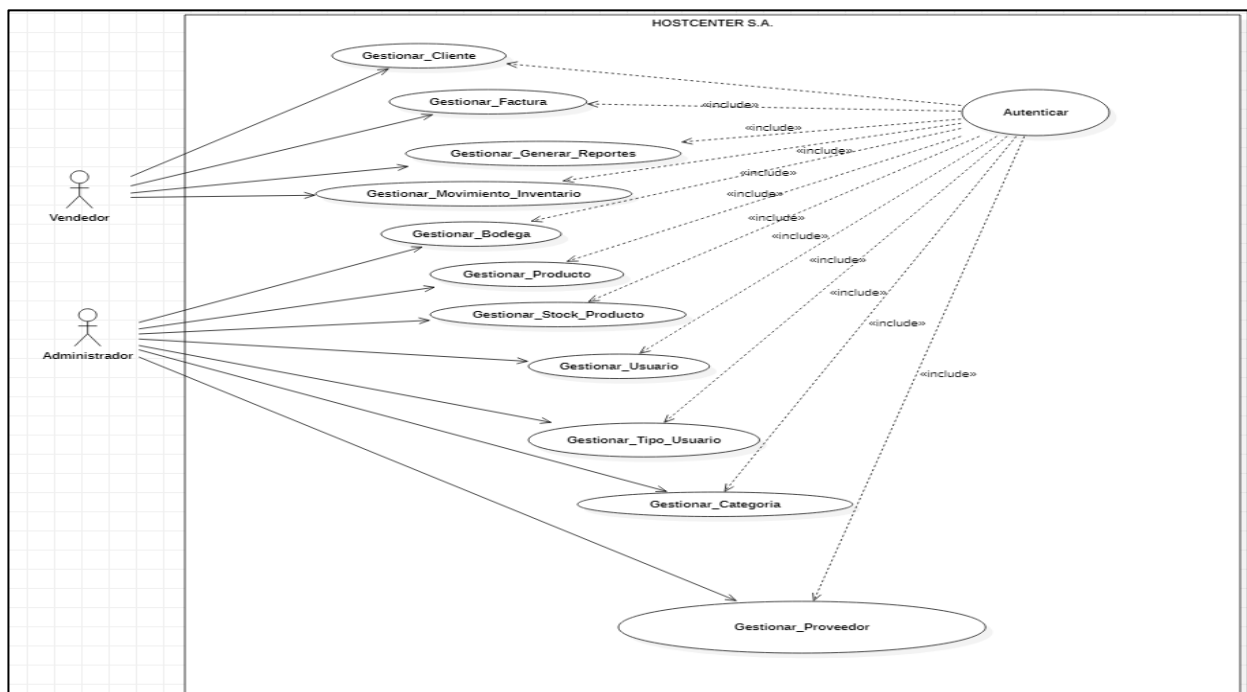 HOSTCENTER S.A.
Gestionar_Cliente
Gestionar_Factura
«include»
Autenticar
«include»
Gestionar_Generar_Reportes
«include»
«include»
Gestionar_Movimiento_Inventario
«include»
Vendedor
«include»
Gestionar_Bodega
«include»
«include»
Gestionar_Producto
«include»
Gestionar_Stock_Producto
«include»
Administrador
Gestionar_Usuario
«include»
Gestionar_Tipo_Usuario
Gestionar_Categoria
Gestionar_Proveedor